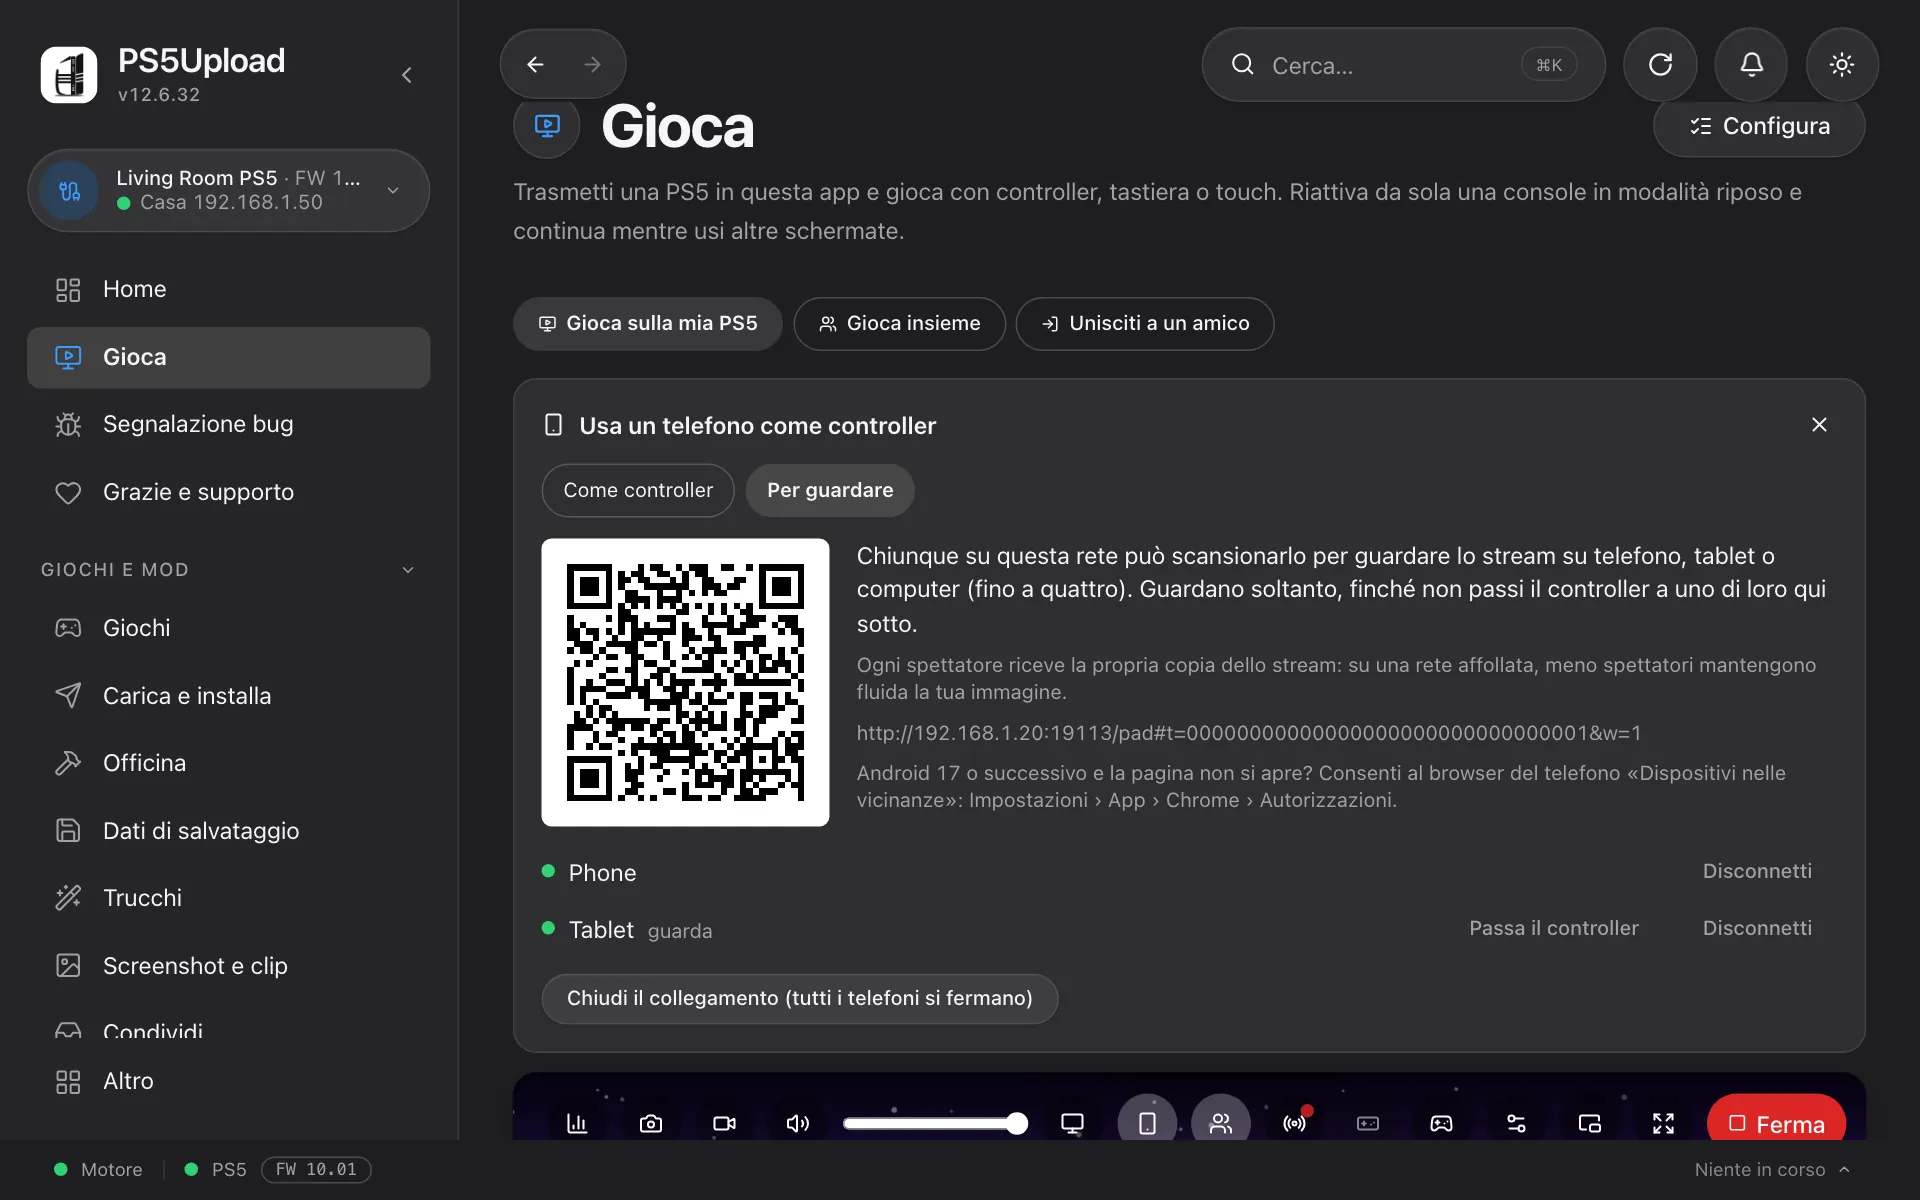 PS5Upload
v12.6.32
Living Room PS5 · FW 1...
Casa 192.168.1.50
Home
Gioca
Segnalazione bug
Grazie e supporto
GIOCHI E MOD
Giochi
Carica e installa
Officina
Dati di salvataggio
Trucchi
Screenshot e clip
Condividi
Altro
Cerca...
⌘K
Gioca
Configura
Trasmetti una PS5 in questa app e gioca con controller, tastiera o touch. Riattiva da sola una console in modalità riposo e
continua mentre usi altre schermate.
Gioca sulla mia PS5
Gioca insieme
Unisciti a un amico
Usa un telefono come controller
Come controller
Per guardare
Chiunque su questa rete può scansionarlo per guardare lo stream su telefono, tablet o
computer (fino a quattro). Guardano soltanto, finché non passi il controller a uno di loro qui
sotto.
Ogni spettatore riceve la propria copia dello stream: su una rete affollata, meno spettatori mantengono
fluida la tua immagine.
http://192.168.1.20:19113/pad#t=00000000000000000000000000000001&w=1
Android 17 o successivo e la pagina non si apre? Consenti al browser del telefono «Dispositivi nelle
vicinanze»: Impostazioni › App › Chrome › Autorizzazioni.
Phone
Disconnetti
Tablet guarda
Passa il controller
Disconnetti
Chiudi il collegamento (tutti i telefoni si fermano)
Ferma
Motore
PS5
FW 10.01
Niente in corso